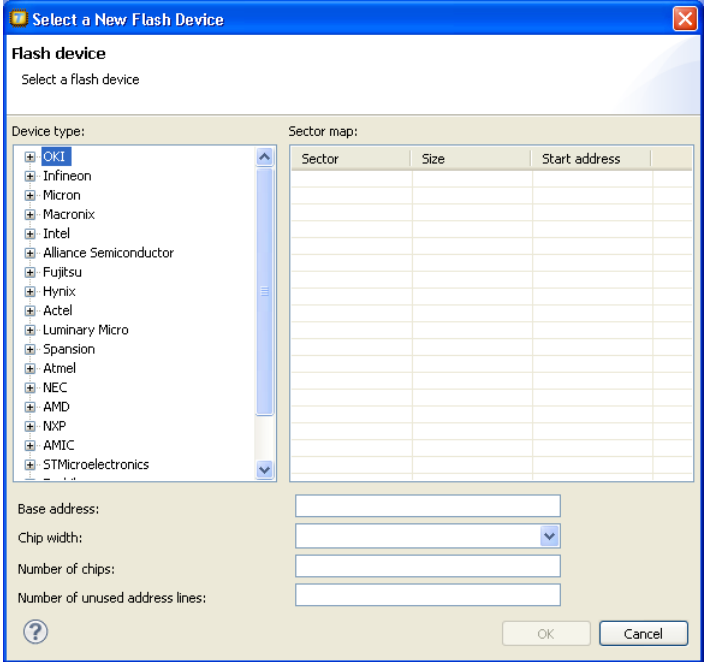 Select a New Flash Device
Flash device
Select a flash device
Device type:
Sector map:
OKI
Infineon
Micron
Macronix
Intel
Alliance Semiconductor
Fujitsu
Hynix
Actel
Luminary Micro
Spansion
Atmel
NEC
AMD
NXP
AMIC
STMicroelectronics
Sector Size Start address
Base address:
Chip width:
Number of chips:
Number of unused address lines:
? OK Cancel